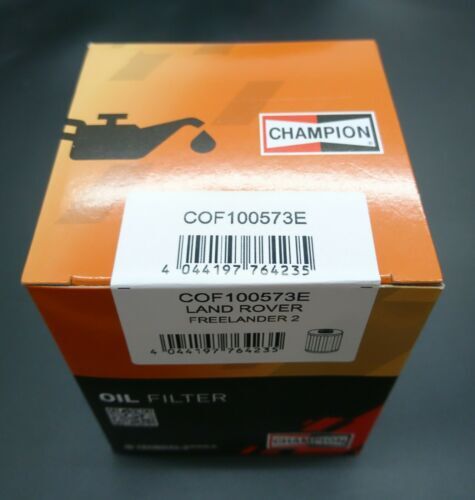 CHAMPION
COF100573E
4 044197 764235
COF100573E
LAND ROVER
FREELANDER 2
4 044197 764235
OIL FILTER
CHAMPION